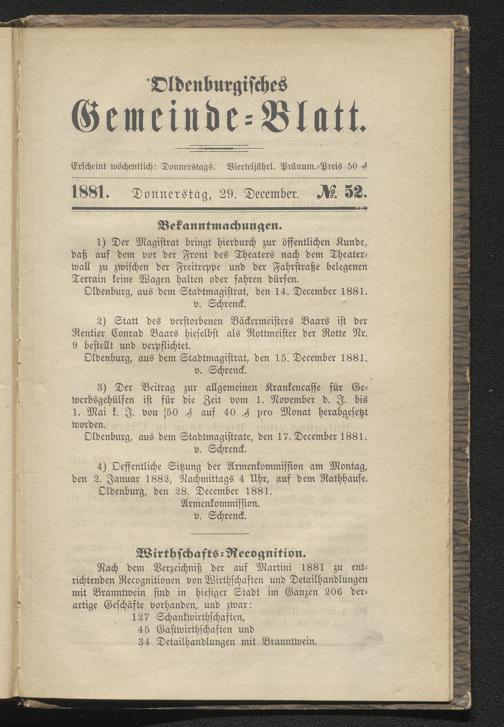 Oldenburgisches
Gemeinde-Blatt.
Erscheint wöchentlich: Donnerstags. Vierteljährl. Pränum.-Preis 50 ₰
1881. Donnerstag, 29. December. № 52.
Bekanntmachungen.
1) Der Magistrat bringt hierdurch zur öffentlichen Kunde,
daß auf dem vor der Front des Theaters nach dem Theater-
wall zu zwischen der Freitreppe und der Fahrstraße belegenen
Terrain keine Wagen halten oder fahren dürfen.
Oldenburg, aus dem Stadtmagistrat, den 14. December 1881.
v. Schrenck.
2) Statt des verstorbenen Bäckermeisters Baars ist der
Rentier Conrad Baars hieselbst als Rottmeister der Rotte Nr.
9 bestellt und verpflichtet.
Oldenburg, aus dem Stadtmagistrat, den 15. December 1881.
v. Schrenck.
3) Der Beitrag zur allgemeinen Krankencasse für Ge-
werbsgehülfen ist für die Zeit vom 1. November d. J. bis
1. Mai k. J. von 50 ₰ auf 40 ₰ pro Monat herabgesetzt
worden.
Oldenburg, aus dem Stadtmagistrate, den 17. December 1881.
v. Schrenck.
4) Oeffentliche Sitzung der Armenkommission am Montag,
den 2. Januar 1882, Nachmittags 4 Uhr, auf dem Rathhause.
Oldenburg, den 28. December 1881.
Armenkommission.
v. Schrenck.
Wirthschafts-Recognition.
Nach dem Verzeichniß der auf Martini 1881 zu ent-
richtenden Recognitionen von Wirthschaften und Detailhandlungen
mit Branntwein sind in hiesiger Stadt im Ganzen 206 der-
artige Geschäfte vorhanden, und zwar:
127 Schankwirthschaften,
45 Gastwirthschaften und
34 Detailhandlungen mit Branntwein.